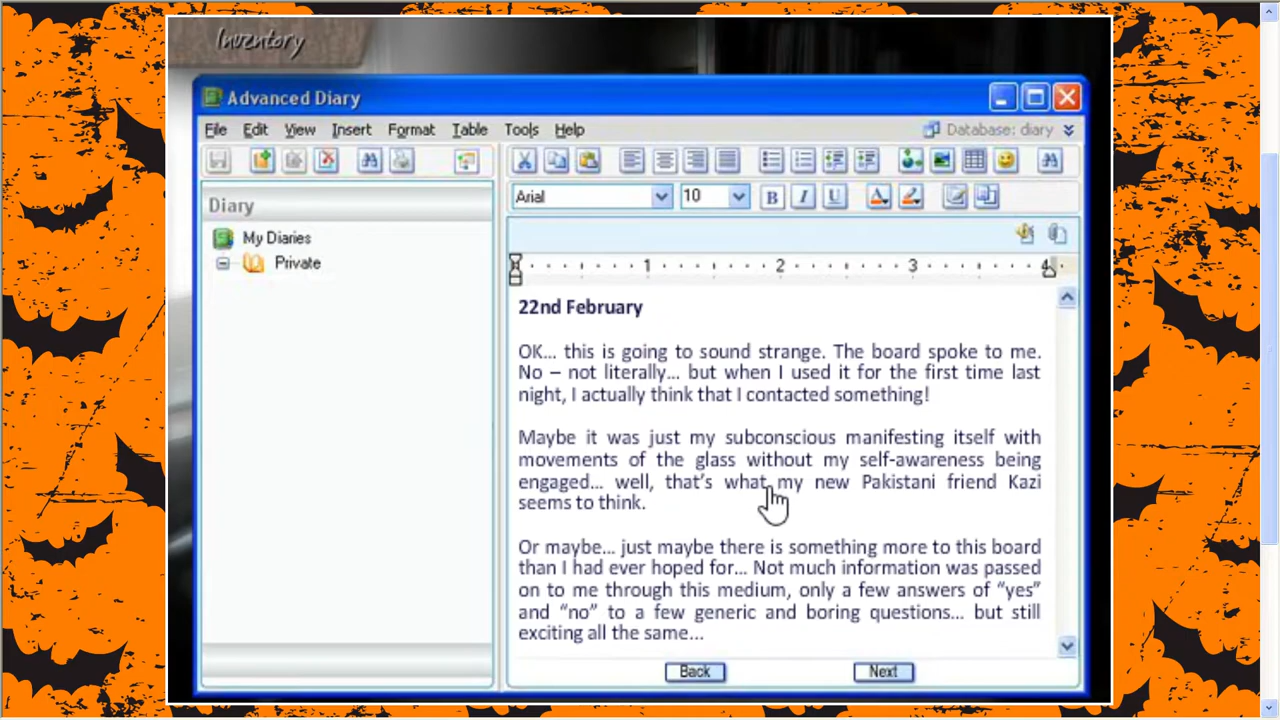 Inventory
Advanced Diary
File Edit View Insert Format Table Tools Help Database: diary
Arial 10 B I U
Diary
My Diaries
Private
1 2 3 4
22nd February
OK... this is going to sound strange. The board spoke to me.
No – not literally... but when I used it for the first time last
night, I actually think that I contacted something!
Maybe it was just my subconscious manifesting itself with
movements of the glass without my self-awareness being
engaged... well, that's what my new Pakistani friend Kazi
seems to think.
Or maybe... just maybe there is something more to this board
than I had ever hoped for... Not much information was passed
on to me through this medium, only a few answers of “yes”
and “no” to a few generic and boring questions... but still
exciting all the same...
Back Next